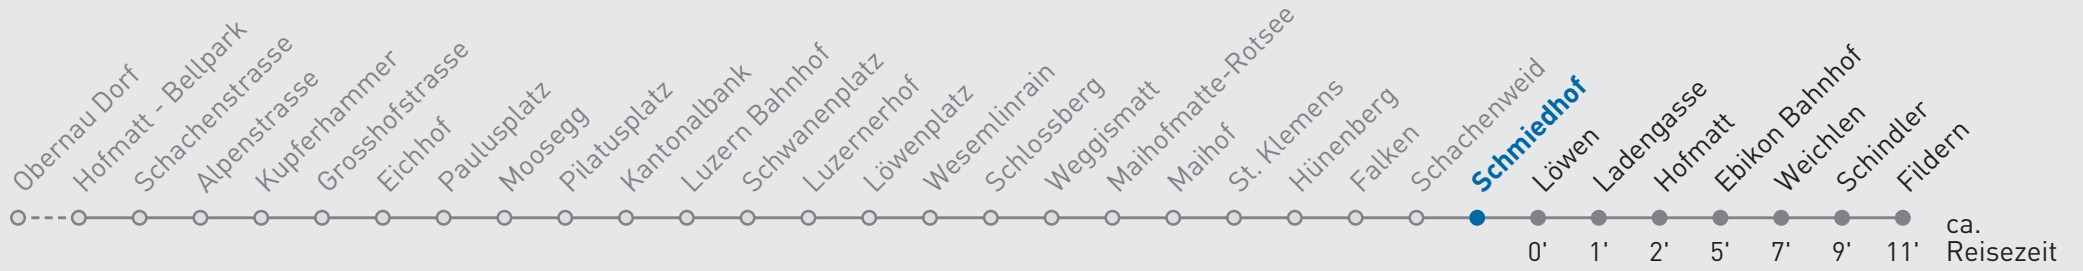 Obernau Dorf
Hofmatt - Bellpark
Schachenstrasse
Alpenstrasse
Kupferhammer
Grosshofstrasse
Eichhof
Paulusplatz
Moosegg
Pilatusplatz
Kantonalbank
Luzern Bahnhof
Schwanenplatz
Luzernerhof
Löwenplatz
Wesemlinrain
Schlossberg
Weggismatt
Maihofmatte-Rotsee
Maihof
St. Klemens
Hünenberg
Falken
Schachenweid
Schmiedhof
Löwen
Ladengasse
Hofmatt
Ebikon Bahnhof
Weichlen
Schindler
Fildern
0' 1' 2' 5' 7' 9' 11'
ca.
Reisezeit